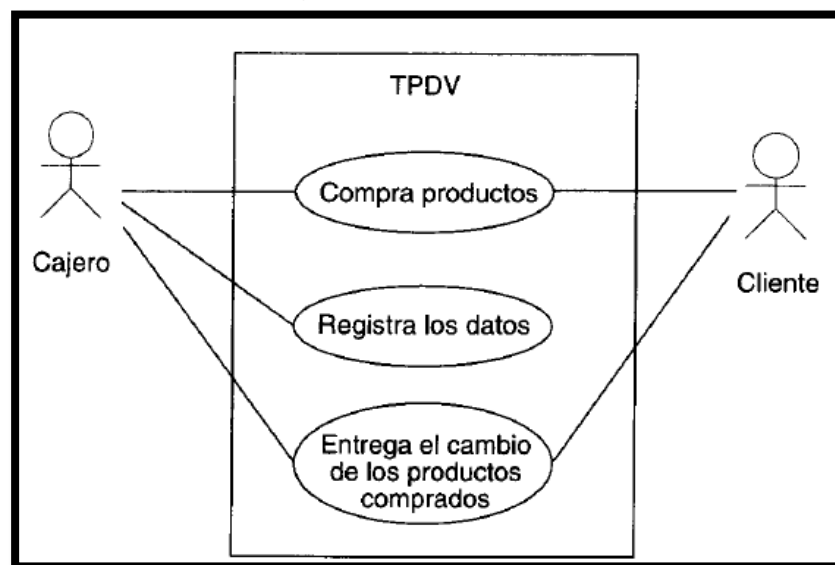 TPDV
Compra productos
Cajero
Cliente
Registra los datos
Entrega el cambio
de los productos
comprados